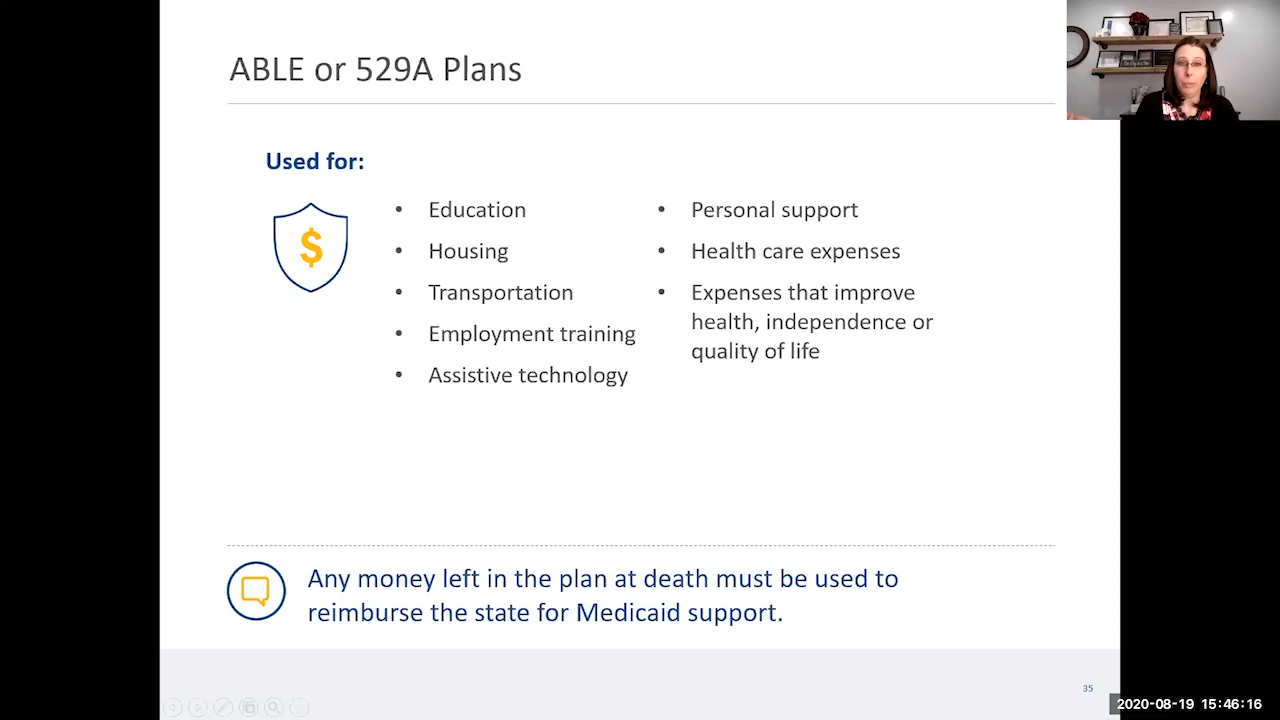 ABLE or 529A Plans
Used for:
$
• Education
• Housing
• Transportation
• Employment training
• Assistive technology
• Personal support
• Health care expenses
• Expenses that improve
health, independence or
quality of life
Any money left in the plan at death must be used to
reimburse the state for Medicaid support.
35
2020-08-19 15:46:16